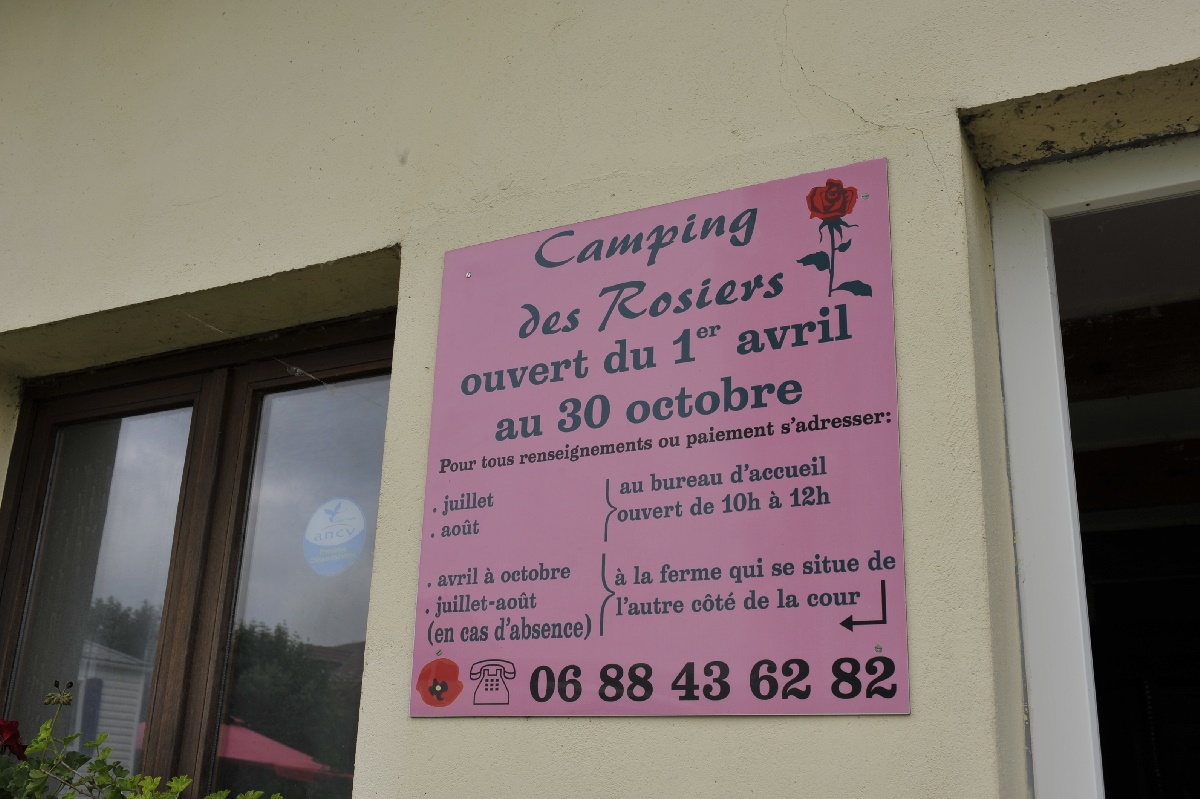 Camping
des Rosiers
ouvert du 1er avril
au 30 octobre
Pour tous renseignements ou paiement s'adresser:
. juillet
. août
au bureau d'accueil
ouvert de 10h à 12h
. avril à octobre
. juillet-août
(en cas d'absence)
à la ferme qui se situe de
l'autre côté de la cour
06 88 43 62 82
ancv